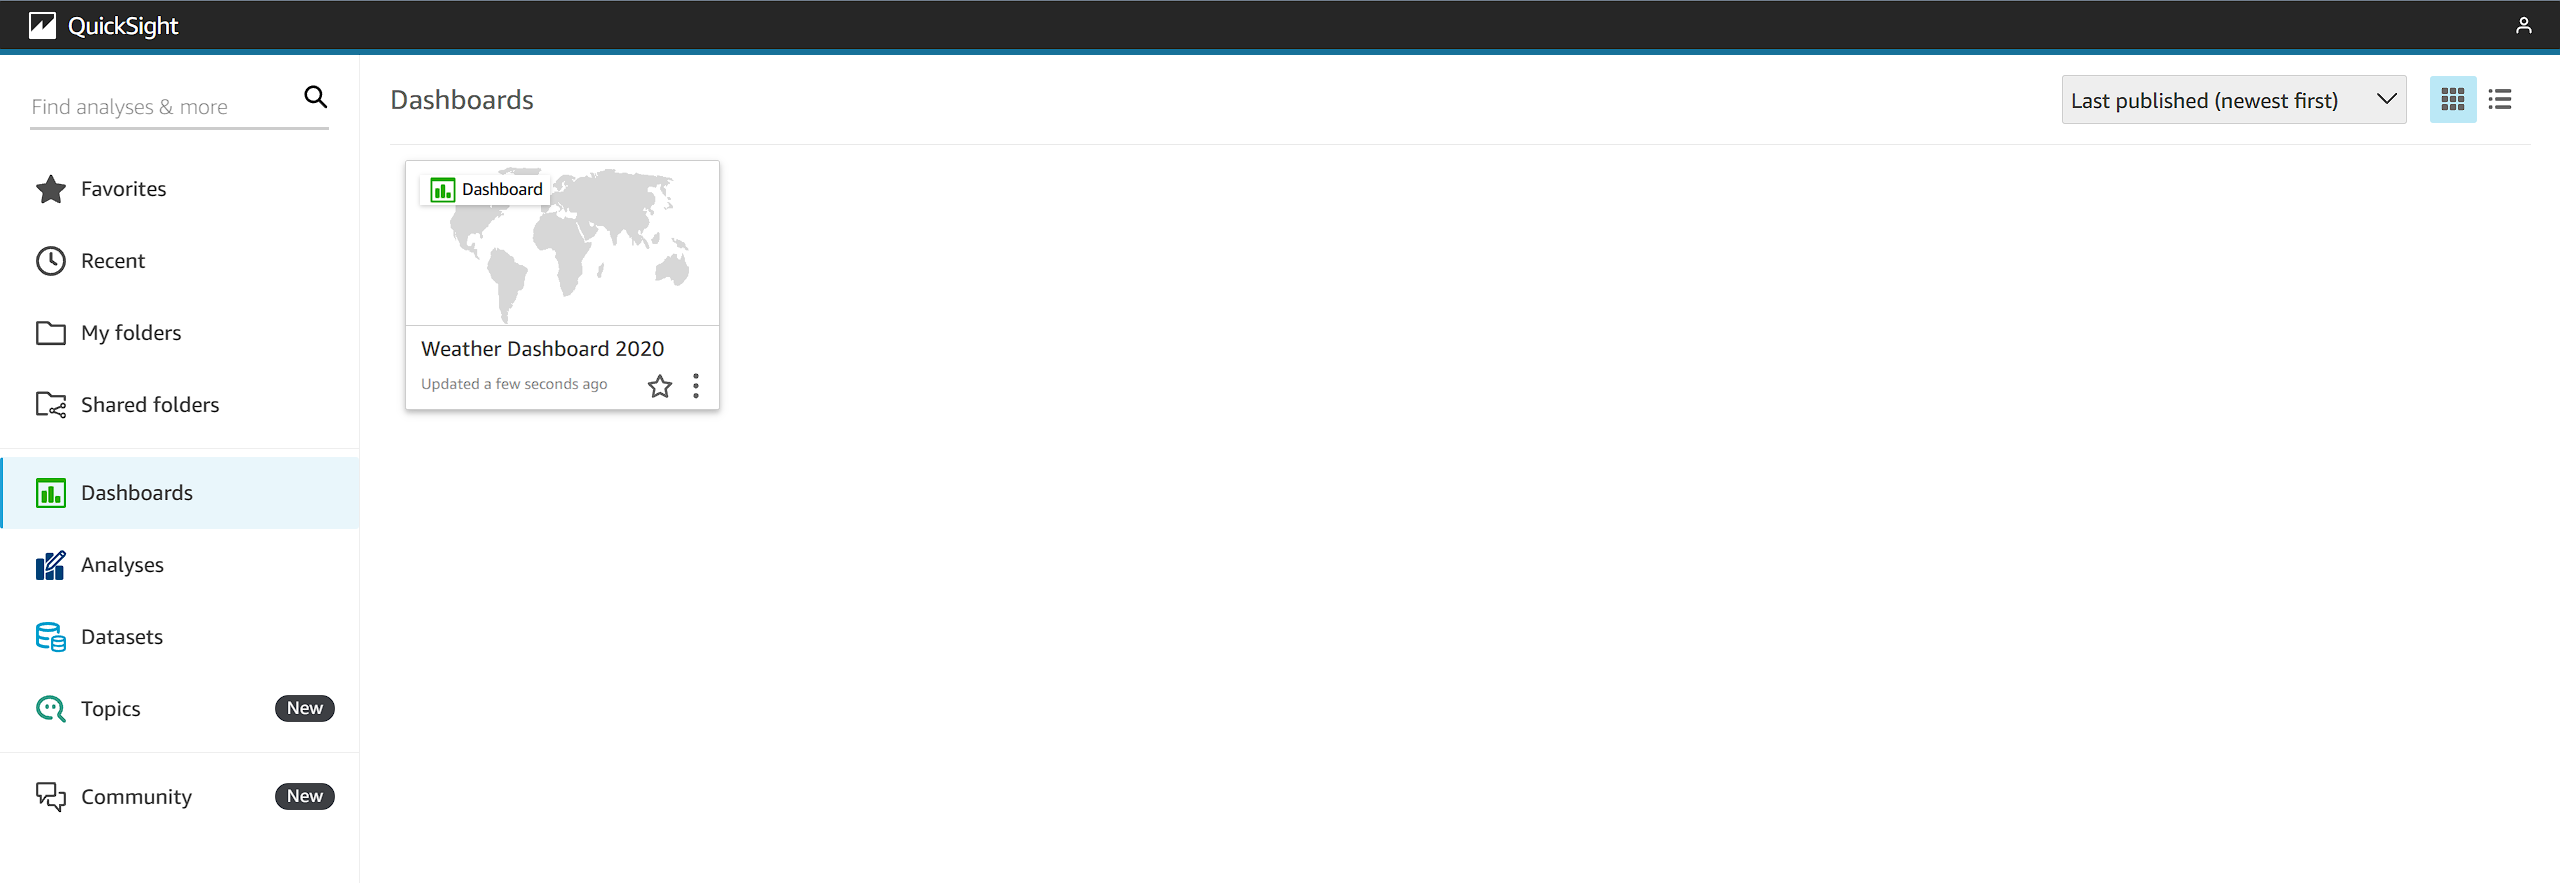 QuickSight
Find analyses & more
Favorites
Recent
My folders
Shared folders
Dashboards
Analyses
Datasets
Topics New
Community New
Dashboards
Last published (newest first)
Dashboard
Weather Dashboard 2020
Updated a few seconds ago